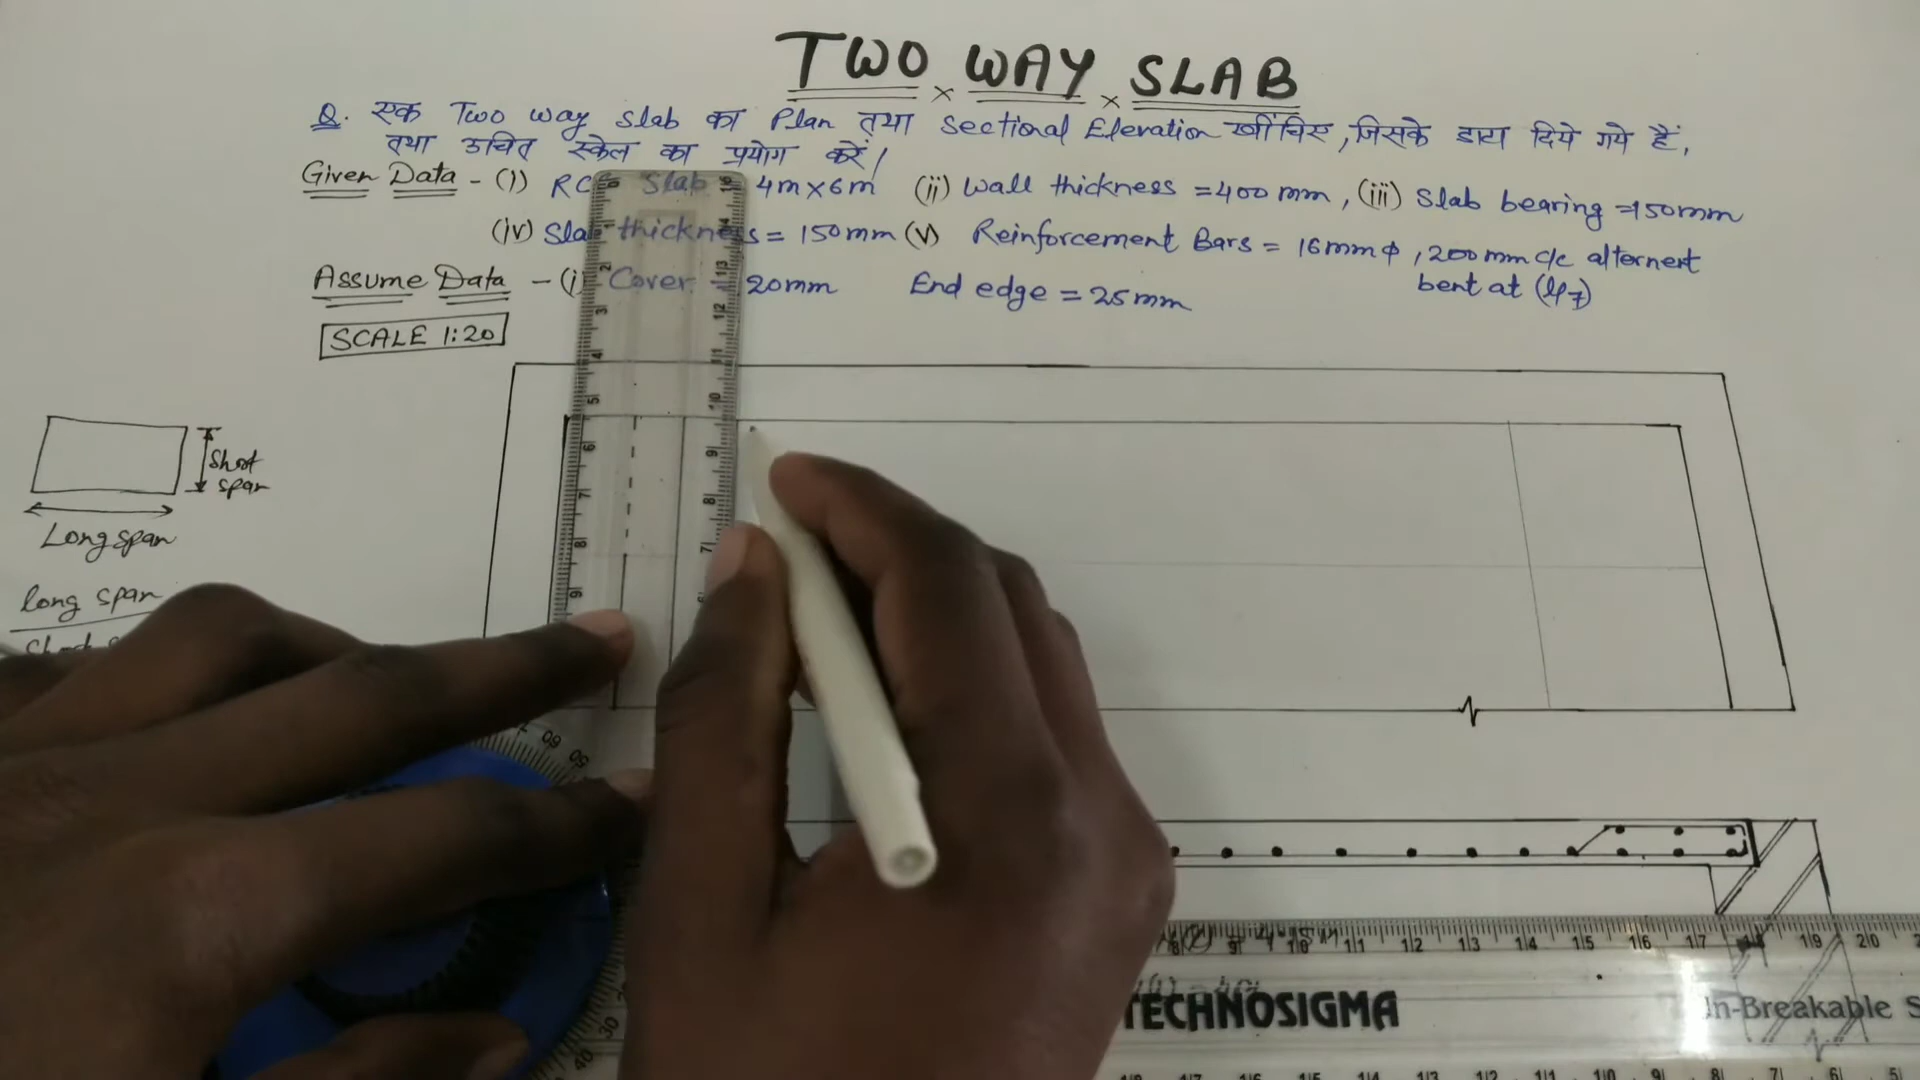 TWO WAY SLAB
Q. एक Two way slab का Plan तथा Sectional Elevation खींचिए, जिसके डाटा दिये गये हैं,
तथा उचित स्केल का प्रयोग करें।
Given Data - (i) RCC Slab 4m×6m (ii) Wall thickness = 400 mm, (iii) Slab bearing = 150mm
(iv) Slab thickness = 150mm (v) Reinforcement Bars = 16mm ϕ, 200mm c/c alternert
bent at (l/7)
Assume Data - (i) Cover = 20mm End edge = 25mm
SCALE 1:20
Short
span
Long span
long span
TECHNOSIGMA
In-Breakable